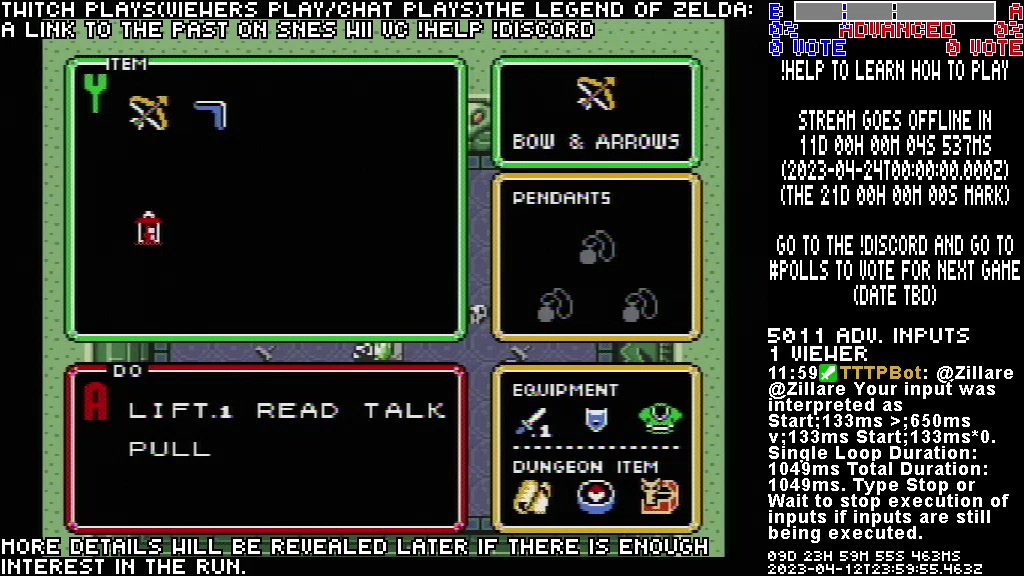 TWITCH PLAYS(VIEWERS PLAY/CHAT PLAYS)THE LEGEND OF ZELDA:
A LINK TO THE PAST ON SNES WII VC !HELP !DISCORD
B A
0% ADVANCED 0%
0 VOTE 0 VOTE
!HELP TO LEARN HOW TO PLAY
STREAM GOES OFFLINE IN
11D 00H 00M 04S 537MS
(2023-04-24T00:00:00.000Z)
(THE 21D 00H 00M 00S MARK)
GO TO THE !DISCORD AND GO TO
#POLLS TO VOTE FOR NEXT GAME
(DATE TBD)
5011 ADV. INPUTS
1 VIEWER
11:59 TTTPBot: @Zillare
@Zillare Your input was
interpreted as
Start;133ms >;650ms
v;133ms Start;133ms*0.
Single Loop Duration:
1049ms Total Duration:
1049ms. Type Stop or
Wait to stop execution of
inputs if inputs are still
being executed.
09D 23H 59M 55S 463MS
2023-04-12T23:59:55.463Z
ITEM
Y
BOW & ARROWS
PENDANTS
DO
A
LIFT.1 READ TALK
PULL
EQUIPMENT
.1
DUNGEON ITEM
MORE DETAILS WILL BE REVEALED LATER IF THERE IS ENOUGH
INTEREST IN THE RUN.